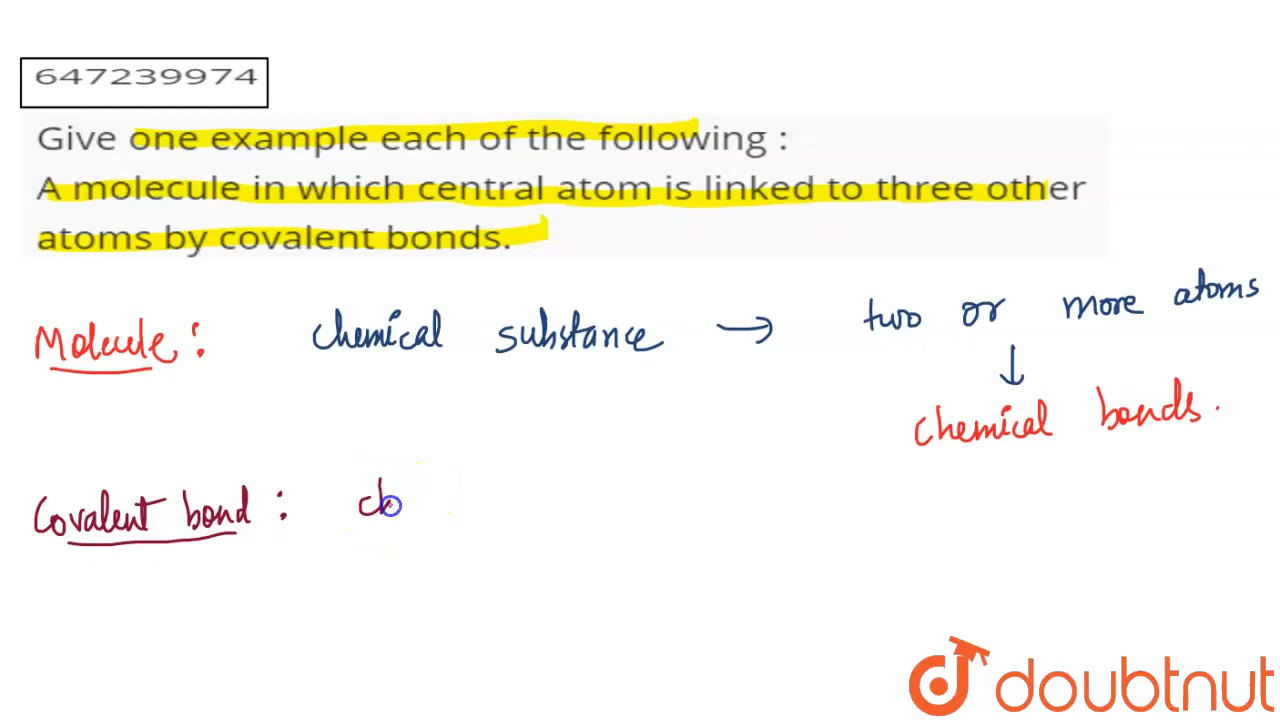 647239974
Give one example each of the following :
A molecule in which central atom is linked to three other
atoms by covalent bonds.
Molecule : chemical substance → two or more atoms
↓
chemical bonds.
Covalent bond : ch
doubtnut